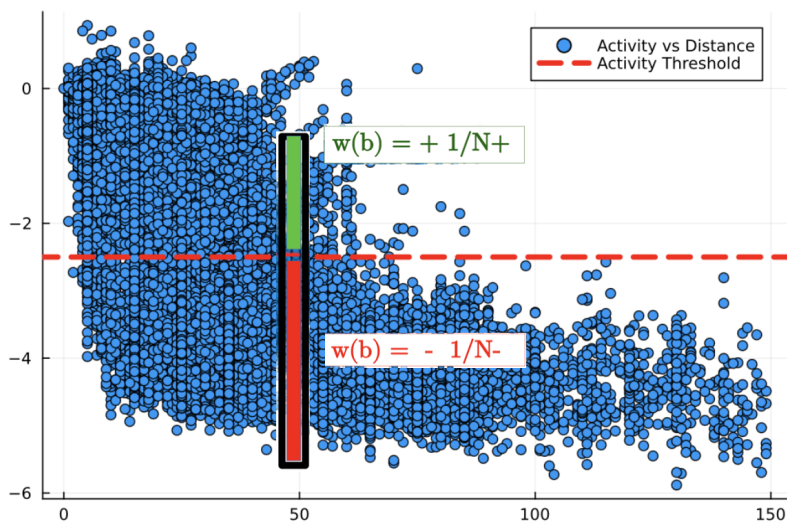 Activity vs Distance
Activity Threshold
0
w(b) = + 1/N+
−2
w(b) = - 1/N-
−4
−6
0 50 100 150